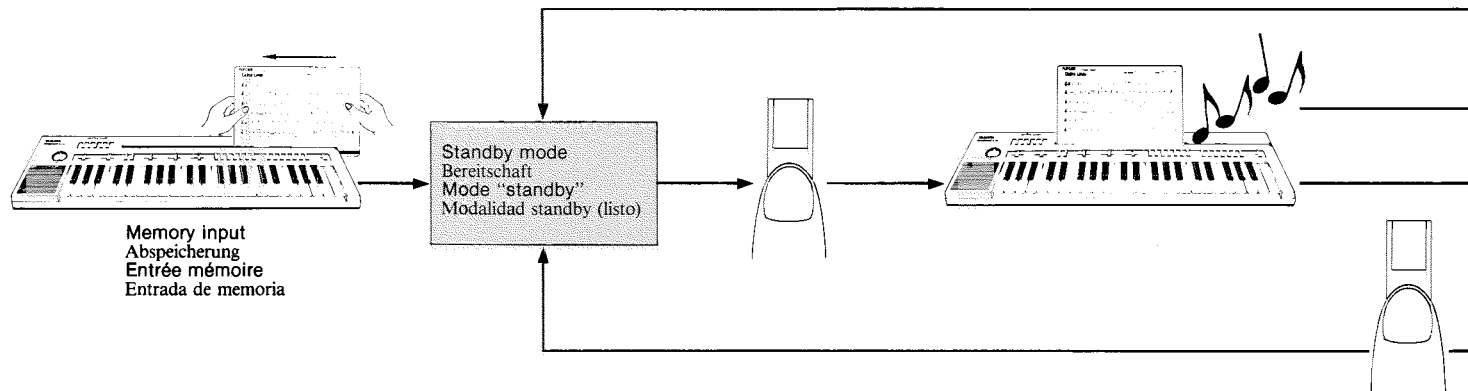 Memory input
Abspeicherung
Entrée mémoire
Entrada de memoria
Standby mode
Bereitschaft
Mode "standby"
Modalidad standby (listo)